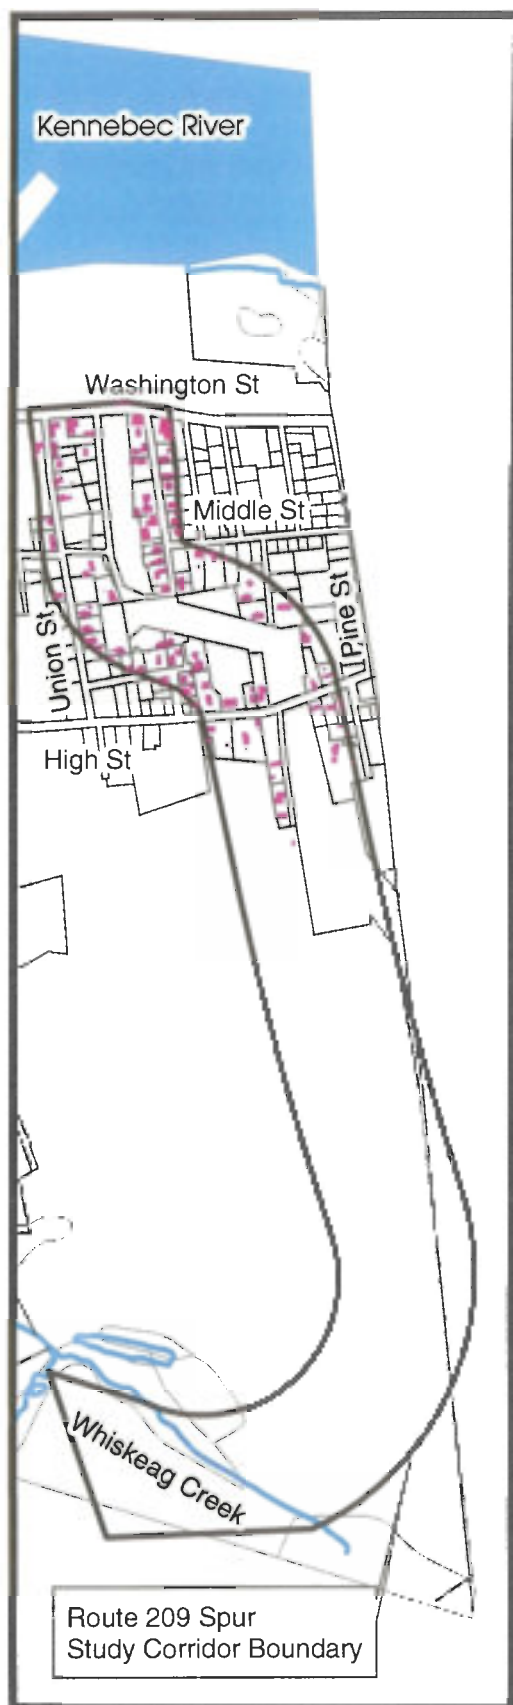 Kennebec River
Washington St
Middle St
Pine St
Union St
High St
Whiskeag Creek
Route 209 Spur
Study Corridor Boundary